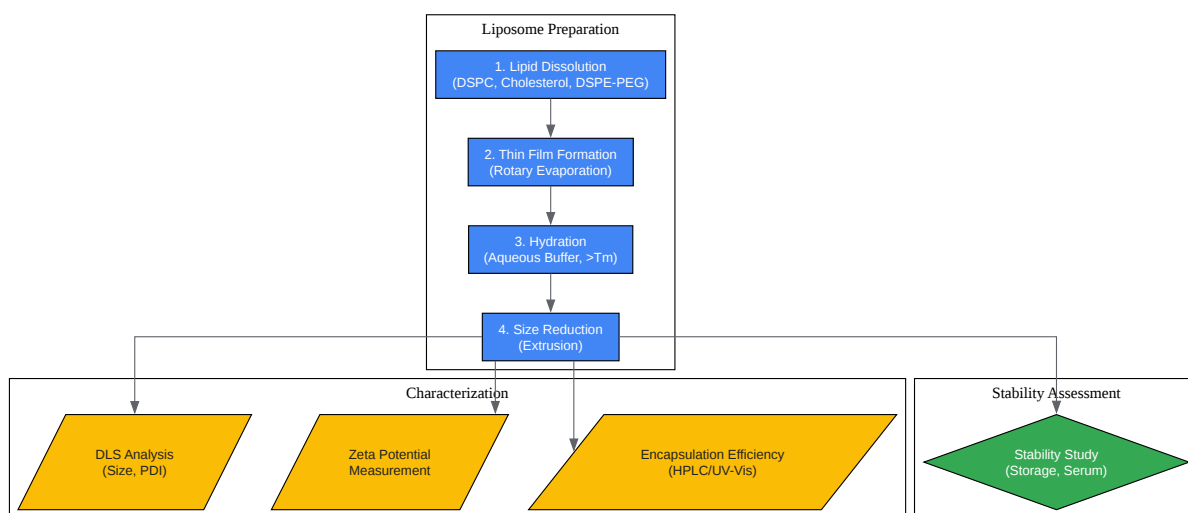 Liposome Preparation
1. Lipid Dissolution
(DSPC, Cholesterol, DSPE-PEG)
2. Thin Film Formation
(Rotary Evaporation)
3. Hydration
(Aqueous Buffer, >Tm)
4. Size Reduction
(Extrusion)
Characterization
DLS Analysis
(Size, PDI)
Zeta Potential
Measurement
Encapsulation Efficiency
(HPLC/UV-Vis)
Stability Assessment
Stability Study
(Storage, Serum)